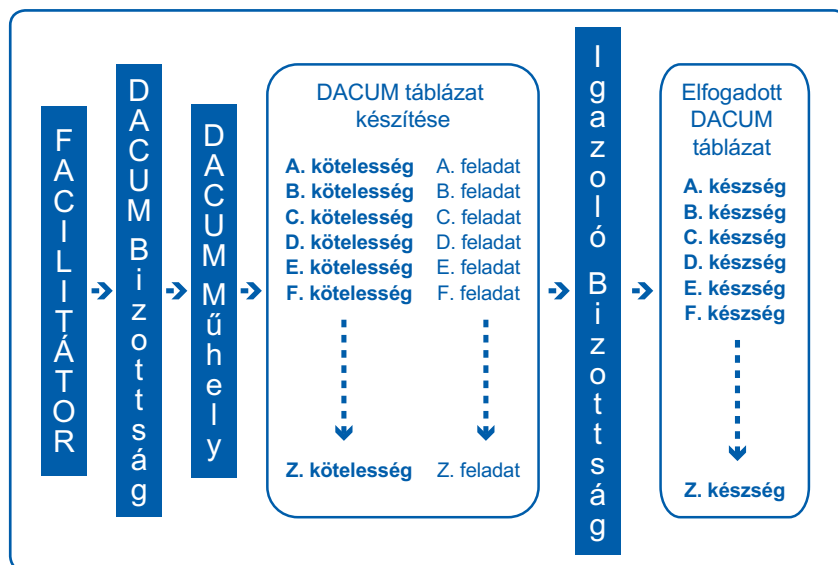 FACILITÁTOR
DACUM Bizottság
DACUM Műhely
DACUM táblázat
készítése
A. kötelesség A. feladat
B. kötelesség B. feladat
C. kötelesség C. feladat
D. kötelesség D. feladat
E. kötelesség E. feladat
F. kötelesség F. feladat
Z. kötelesség Z. feladat
Igazoló Bizottság
Elfogadott
DACUM
táblázat
A. készség
B. készség
C. készség
D. készség
E. készség
F. készség
Z. készség